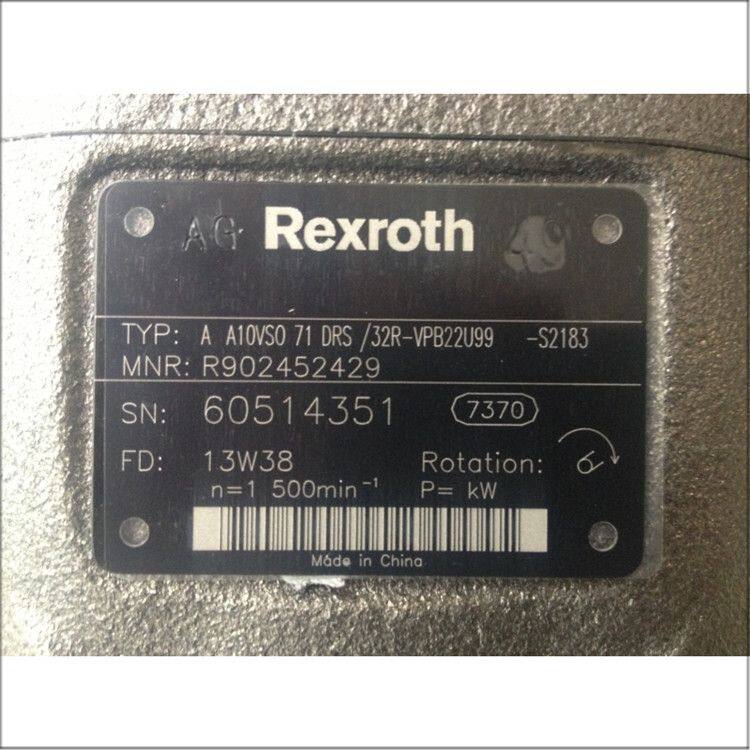 AG Rexroth
TYP: A A10VSO 71 DRS /32R-VPB22U99 -S2183
MNR: R902452429
SN: 60514351 7370
FD: 13W38 Rotation:
n=1 500min⁻¹ P= kW
Made in China